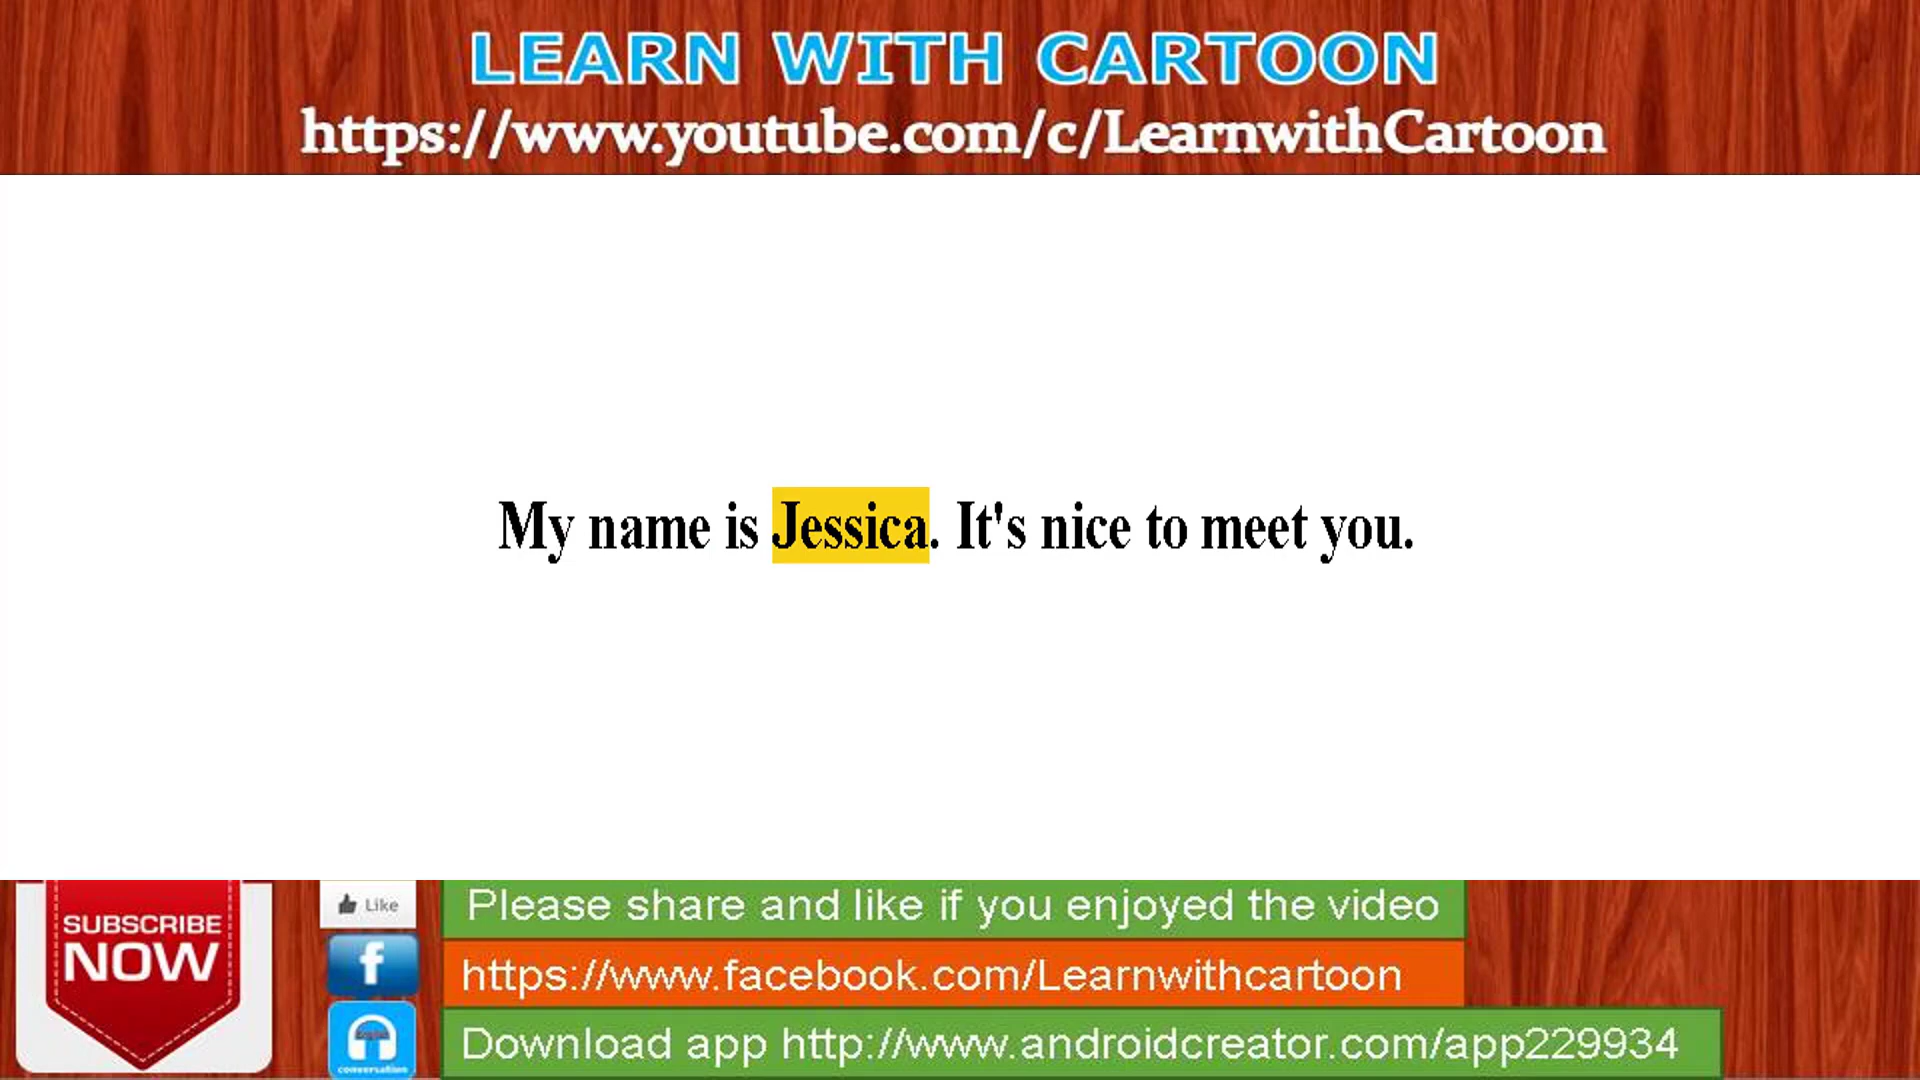 LEARN WITH CARTOON
https://www.youtube.com/c/LearnwithCartoon
My name is Jessica. It's nice to meet you.
SUBSCRIBE
NOW
Like
Please share and like if you enjoyed the video
f
https://www.facebook.com/Learnwithcartoon
English
conversation
Download app http://www.androidcreator.com/app229934